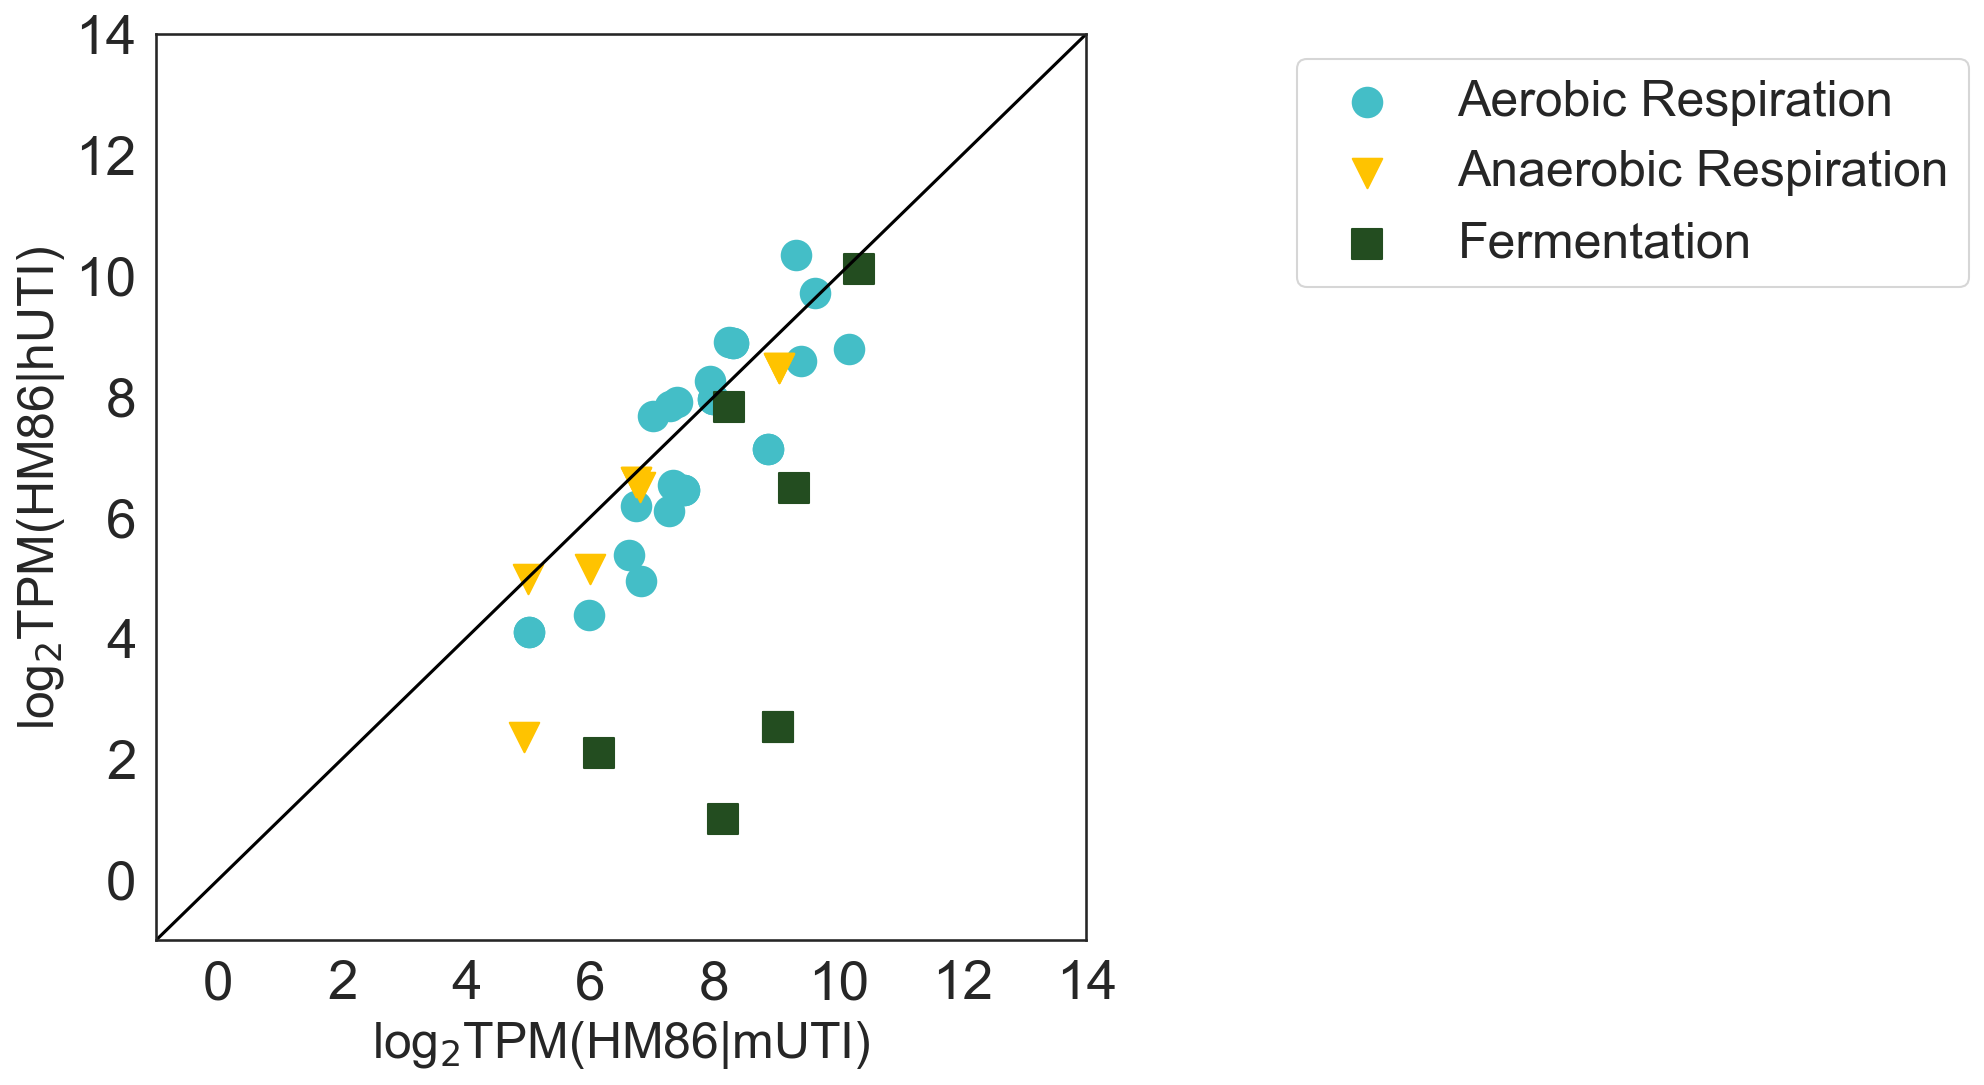 14
12
10
8
6
4
2
0
log₂TPM(HM86|hUTI)
0 2 4 6 8 10 12 14
log₂TPM(HM86|mUTI)
Aerobic Respiration
Anaerobic Respiration
Fermentation